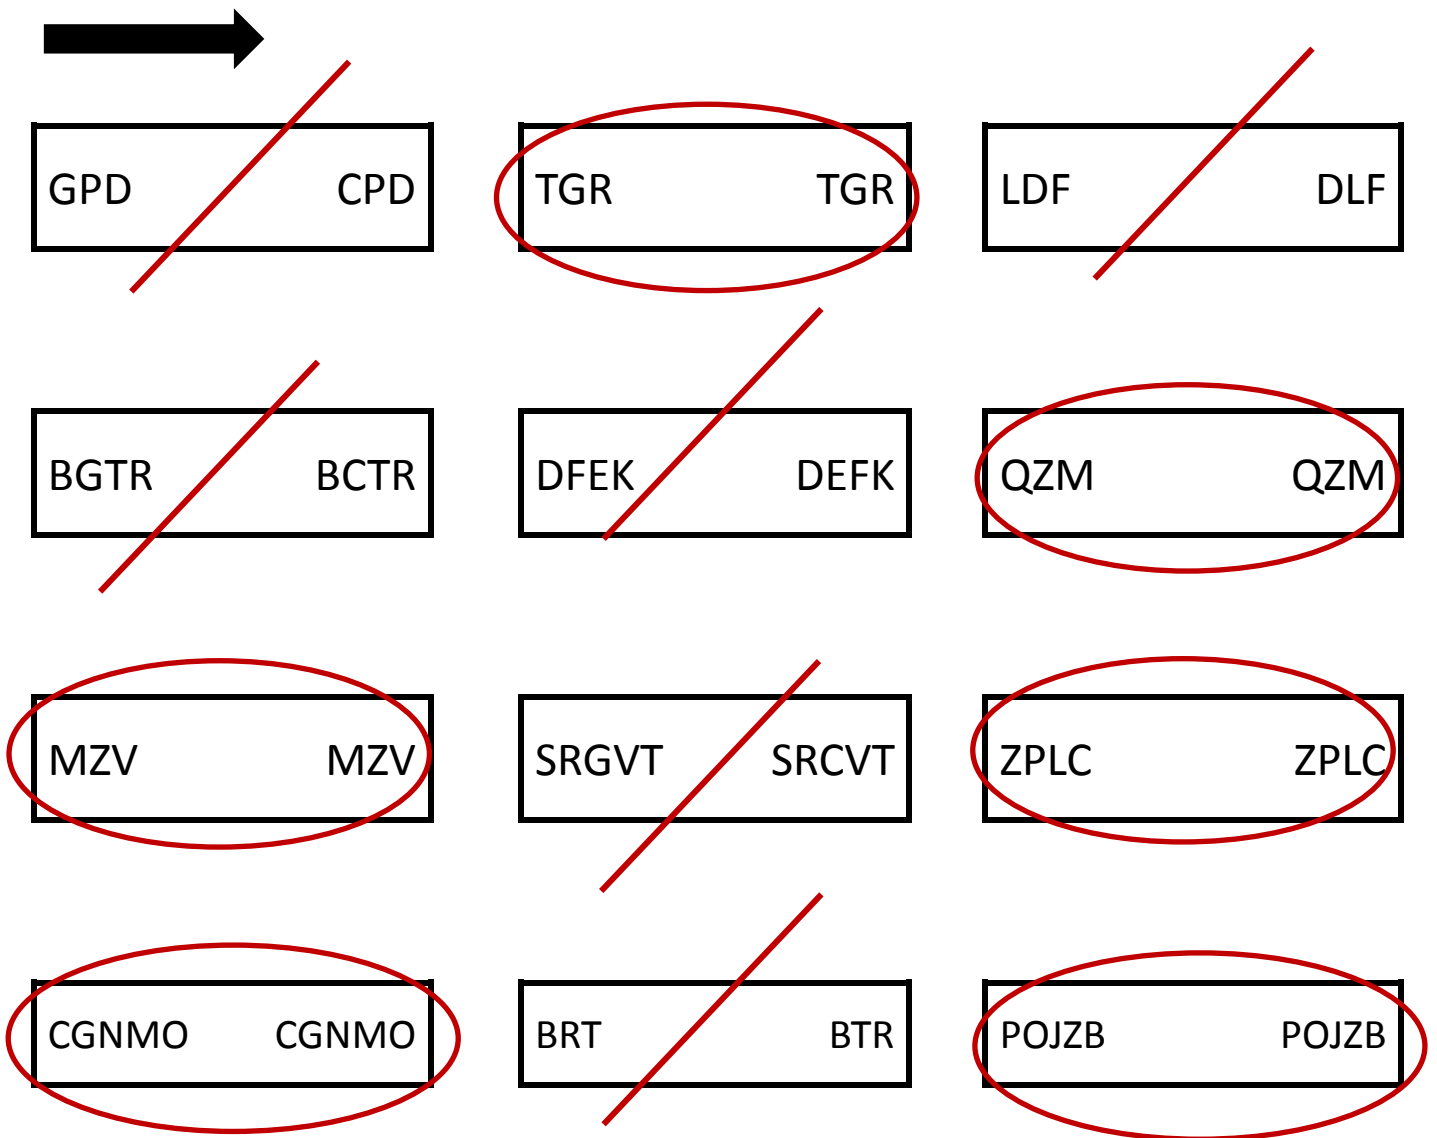 GPD CPD TGR TGR LDF DLF
BGTR BCTR DFEK DEFK QZM QZM
MZV MZV SRGVT SRCVT ZPLC ZPLC
CGNMO CGNMO BRT BTR POJZB POJZB